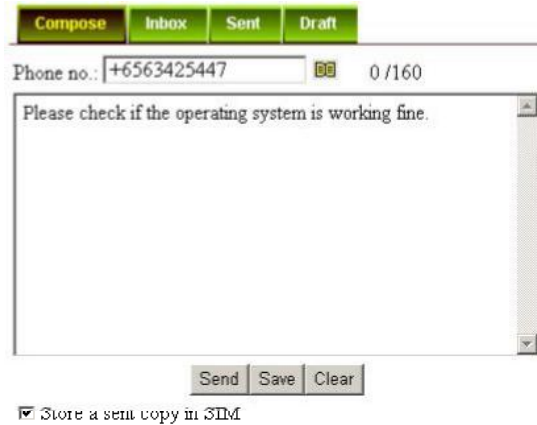 Compose Inbox Sent Draft
Phone no.: +6563425447 0 /160
Please check if the operating system is working fine.
Send Save Clear
Store a sent copy in SIM